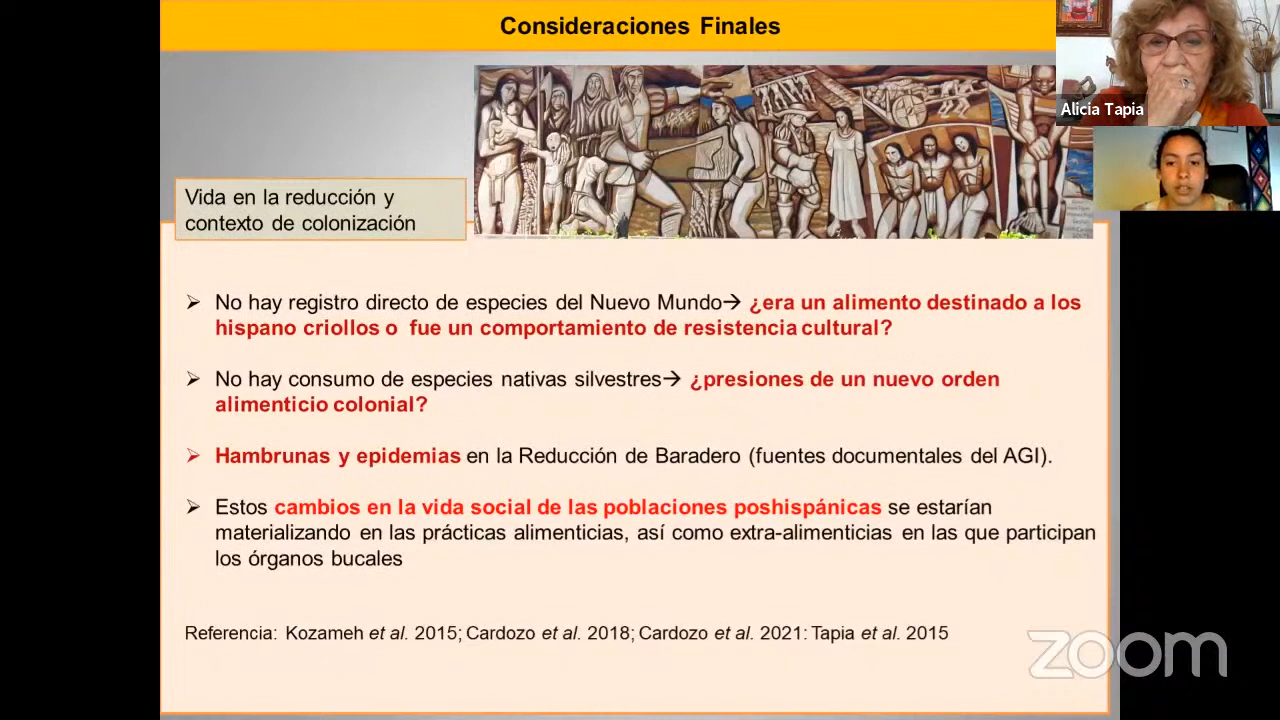 Consideraciones Finales
Alicia Tapia
Vida en la reducción y
contexto de colonización
➢ No hay registro directo de especies del Nuevo Mundo→ ¿era un alimento destinado a los
hispano criollos o fue un comportamiento de resistencia cultural?
➢ No hay consumo de especies nativas silvestres→ ¿presiones de un nuevo orden
alimenticio colonial?
➢ Hambrunas y epidemias en la Reducción de Baradero (fuentes documentales del AGI).
➢ Estos cambios en la vida social de las poblaciones poshispánicas se estarían
materializando en las prácticas alimenticias, así como extra-alimenticias en las que participan
los órganos bucales
Referencia: Kozameh et al. 2015; Cardozo et al. 2018; Cardozo et al. 2021: Tapia et al. 2015
zoom